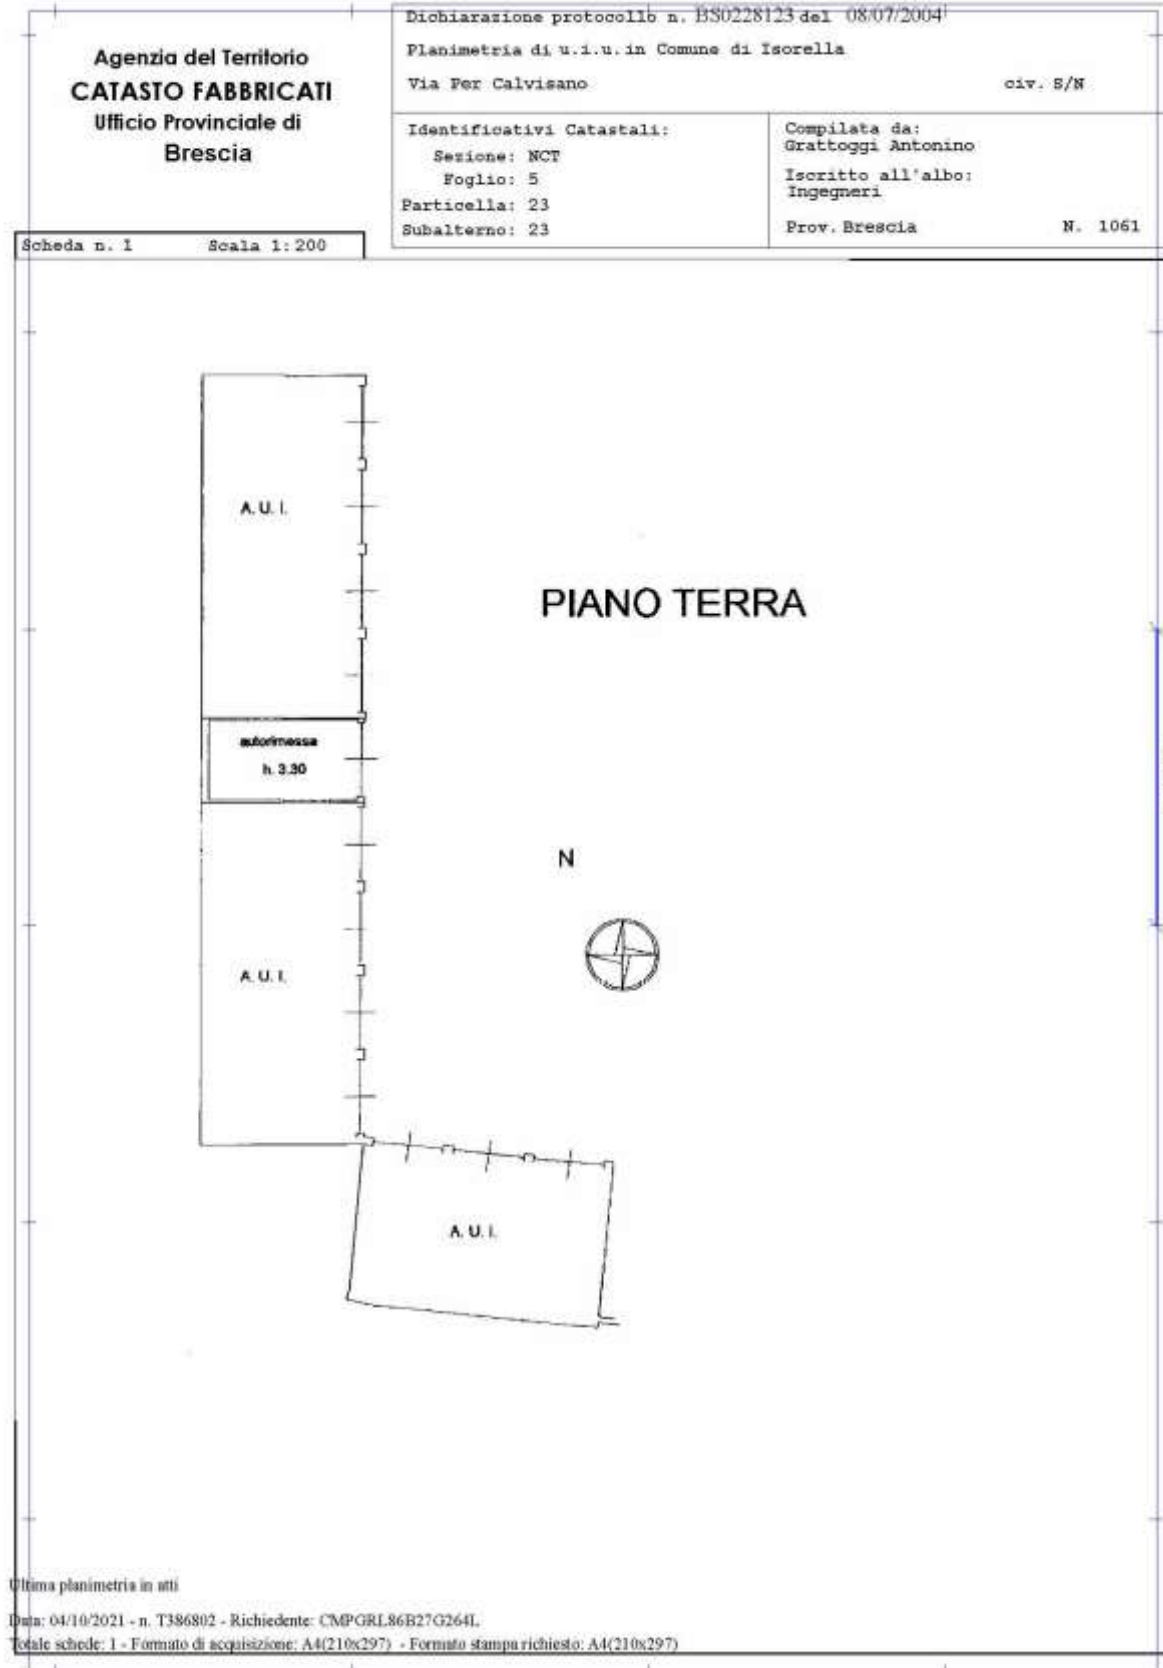 Agenzia del Territorio
CATASTO FABBRICATI
Ufficio Provinciale di
Brescia
Dichiarazione protocollo n. BS0228123 del 08/07/2004
Planimetria di u.i.u. in Comune di Isorella
Via Per Calvisano civ. S/N
Identificativi Catastali:
Sezione: NCT
Foglio: 5
Particella: 23
Subalterno: 23
Compilata da:
Grattoggi Antonino
Iscritto all'albo:
Ingegneri
Prov. Brescia N. 1061
Scheda n. 1 Scala 1:200
A. U. I.
PIANO TERRA
autorimessa
h. 3.30
N
A. U. I.
A. U. I.
Ultima planimetria in atti
Data: 04/10/2021 - n. T386802 - Richiedente: CMPGRL86B27G264L
Totale schede: 1 - Formato di acquisizione: A4(210x297) - Formato stampa richiesto: A4(210x297)